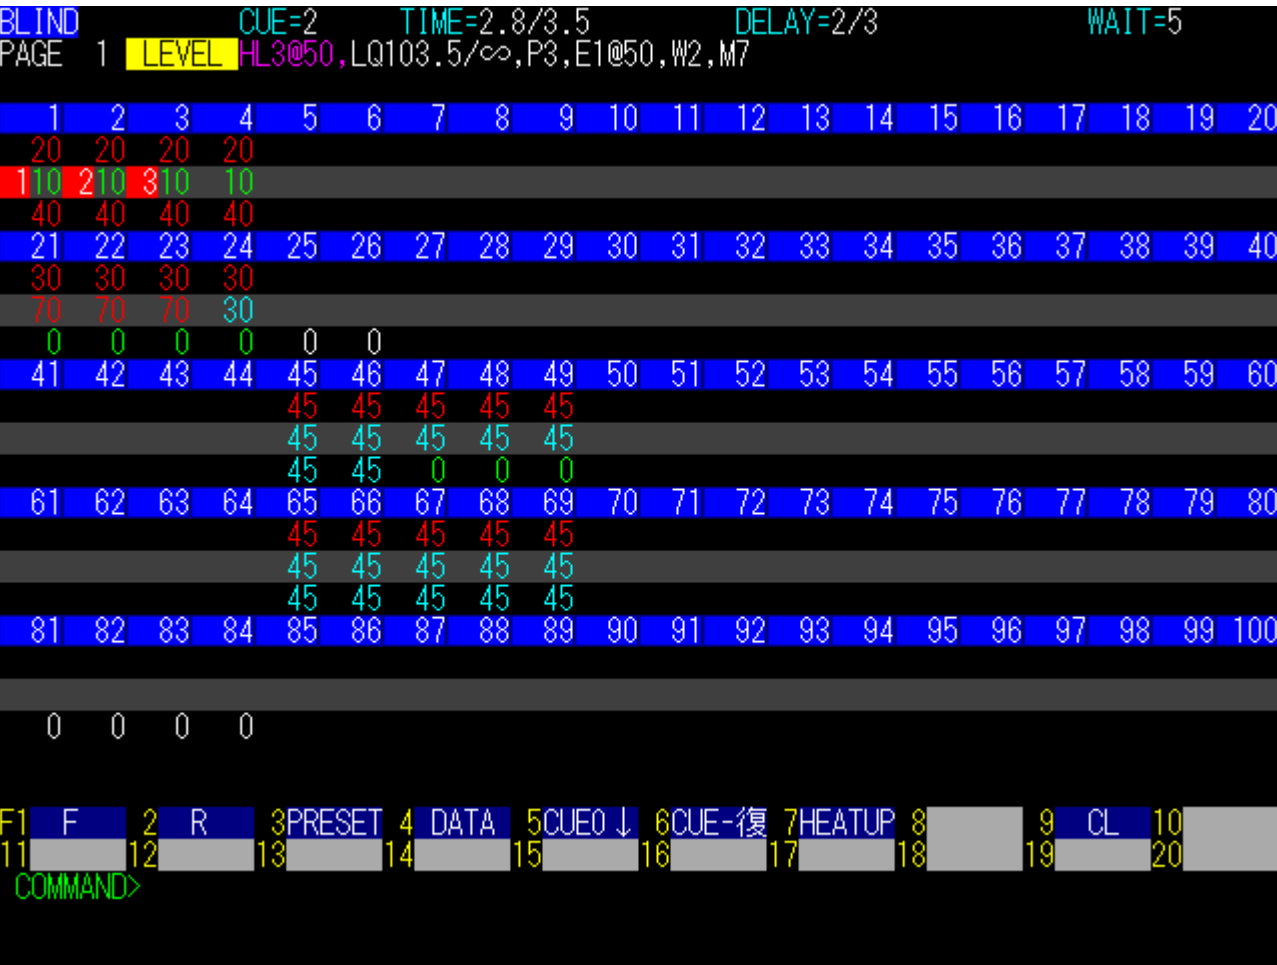 BLIND CUE=2 TIME=2.8/3.5 DELAY=2/3 WAIT=5
PAGE 1 LEVEL HL3@50,LQ103.5/∞,P3,E1@50,W2,M7
1 2 3 4 5 6 7 8 9 10 11 12 13 14 15 16 17 18 19 20
20 20 20 20
1 10 2 10 3 10 10
40 40 40 40
21 22 23 24 25 26 27 28 29 30 31 32 33 34 35 36 37 38 39 40
30 30 30 30
70 70 70 30
0 0 0 0 0 0
41 42 43 44 45 46 47 48 49 50 51 52 53 54 55 56 57 58 59 60
45 45 45 45 45
45 45 45 45 45
45 45 0 0 0
61 62 63 64 65 66 67 68 69 70 71 72 73 74 75 76 77 78 79 80
45 45 45 45 45
45 45 45 45 45
45 45 45 45 45
81 82 83 84 85 86 87 88 89 90 91 92 93 94 95 96 97 98 99 100
0 0 0 0
F1 F 2 R 3 PRESET 4 DATA 5 CUE0↓ 6 CUE-復 7 HEATUP 8 9 CL 10
11 12 13 14 15 16 17 18 19 20
COMMAND>